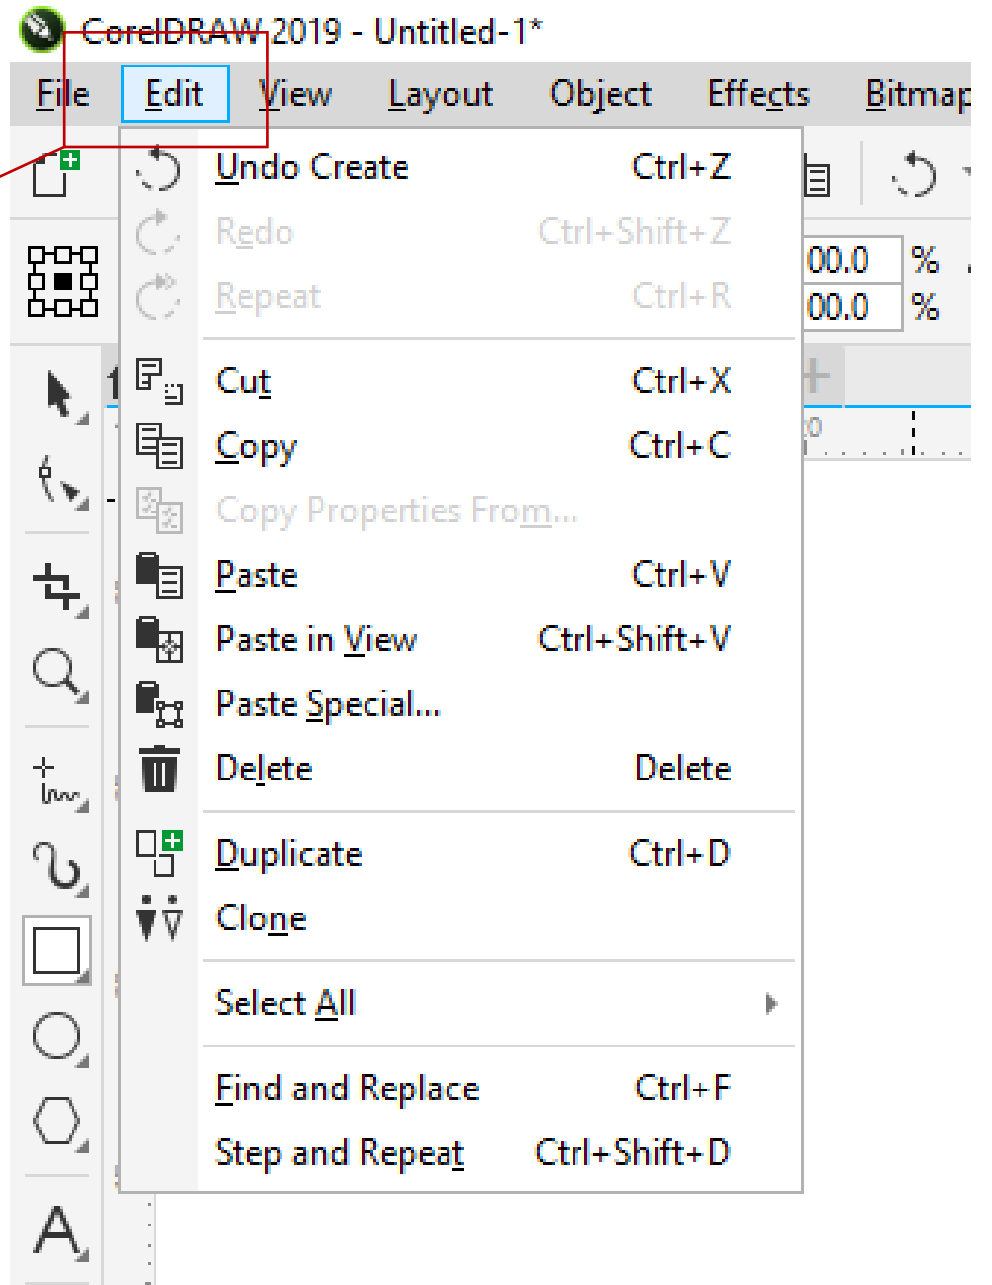 CorelDRAW 2019 - Untitled-1*
File Edit View Layout Object Effects Bitmap
Undo Create Ctrl+Z
Redo Ctrl+Shift+Z
Repeat Ctrl+R
00.0 %
00.0 %
Cut Ctrl+X
Copy Ctrl+C
Copy Properties From...
Paste Ctrl+V
Paste in View Ctrl+Shift+V
Paste Special...
Delete Delete
Duplicate Ctrl+D
Clone
Select All
Find and Replace Ctrl+F
Step and Repeat Ctrl+Shift+D